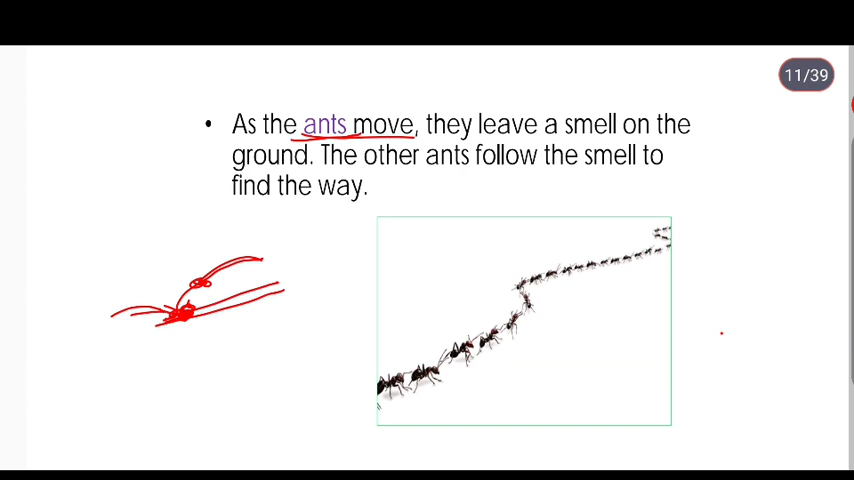 11/39
• As the ants move, they leave a smell on the
ground. The other ants follow the smell to
find the way.